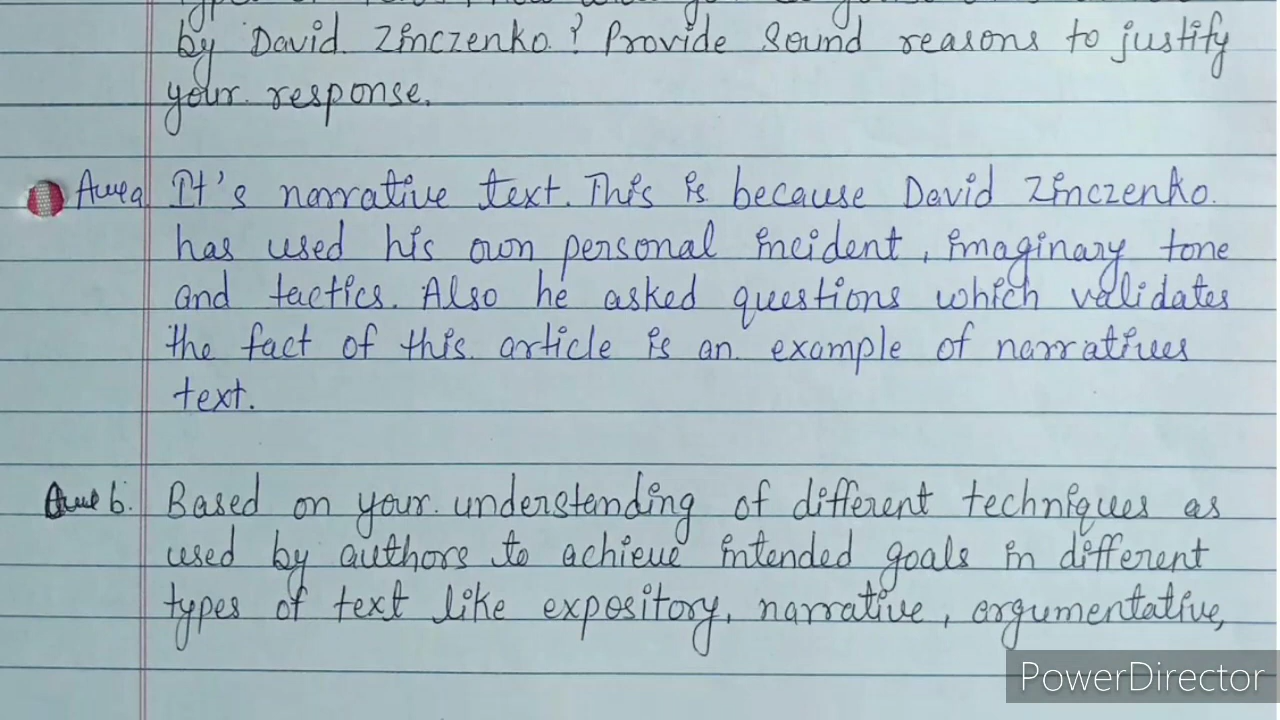 by David Zinczenko? Provide Sound reasons to justify
your response.
Ans a It's narrative text. This is because David Zinczenko.
has used his own personal incident, imaginary tone
and tactics. Also he asked questions which validates
the fact of this article is an example of narratives
text.
Que b. Based on your understanding of different techniques as
used by authors to achieve intended goals in different
types of text like expository, narrative, argumentative,
PowerDirector